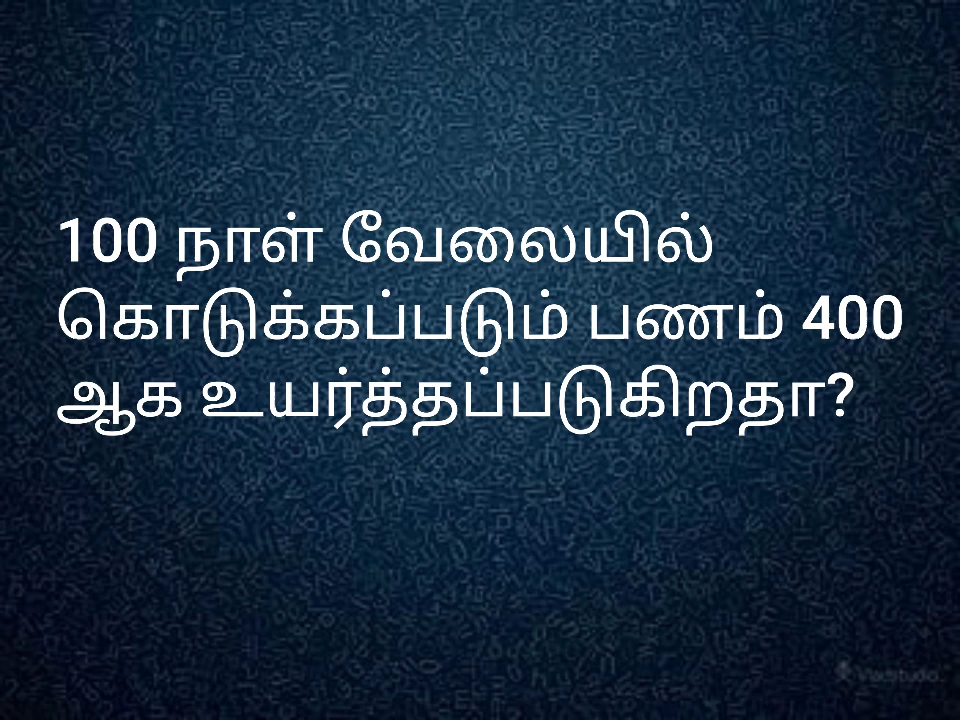 100 நாள் வேலையில்
கொடுக்கப்படும் பணம் 400
ஆக உயர்த்தப்படுகிறதா?